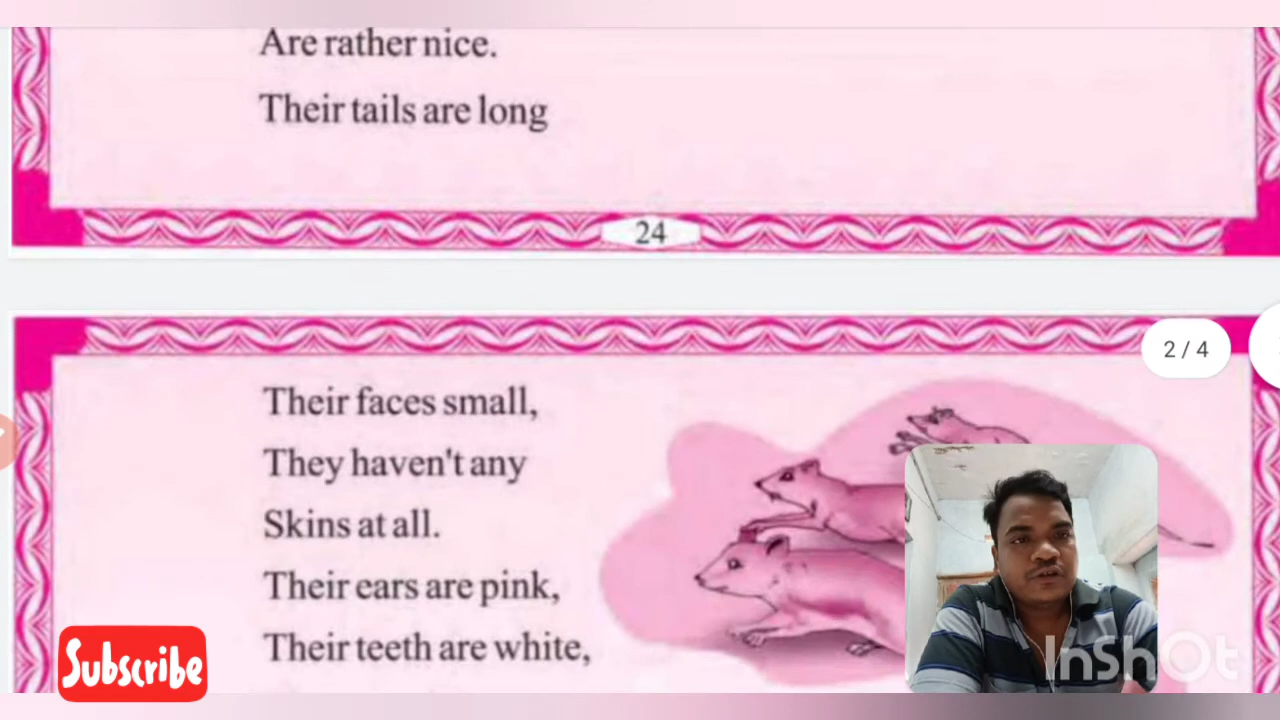 Are rather nice.
Their tails are long
24
2 / 4
Their faces small,
They haven't any
Skins at all.
Their ears are pink,
Their teeth are white,
Subscribe
InShOt